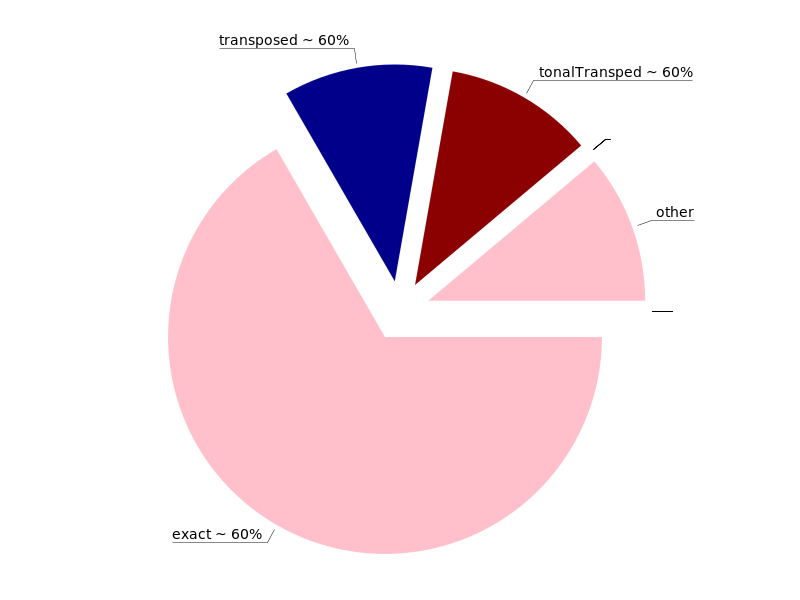 transposed ~ 60%
tonalTransped ~ 60%
other
exact ~ 60%